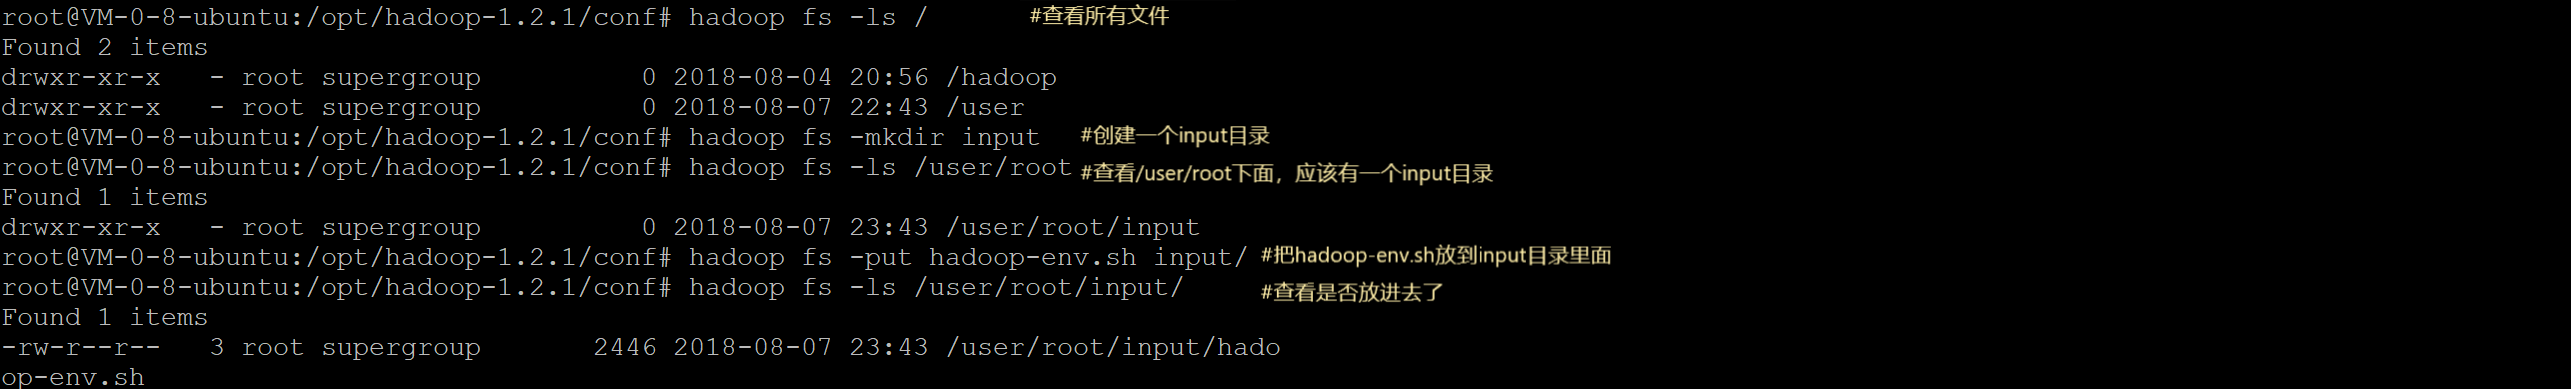 root@VM-0-8-ubuntu:/opt/hadoop-1.2.1/conf# hadoop fs -ls / #查看所有文件
Found 2 items
drwxr-xr-x   - root supergroup          0 2018-08-04 20:56 /hadoop
drwxr-xr-x   - root supergroup          0 2018-08-07 22:43 /user
root@VM-0-8-ubuntu:/opt/hadoop-1.2.1/conf# hadoop fs -mkdir input #创建一个input目录
root@VM-0-8-ubuntu:/opt/hadoop-1.2.1/conf# hadoop fs -ls /user/root #查看/user/root下面，应该有一个input目录
Found 1 items
drwxr-xr-x   - root supergroup          0 2018-08-07 23:43 /user/root/input
root@VM-0-8-ubuntu:/opt/hadoop-1.2.1/conf# hadoop fs -put hadoop-env.sh input/ #把hadoop-env.sh放到input目录里面
root@VM-0-8-ubuntu:/opt/hadoop-1.2.1/conf# hadoop fs -ls /user/root/input/ #查看是否放进去了
Found 1 items
-rw-r--r--   3 root supergroup       2446 2018-08-07 23:43 /user/root/input/hado
op-env.sh